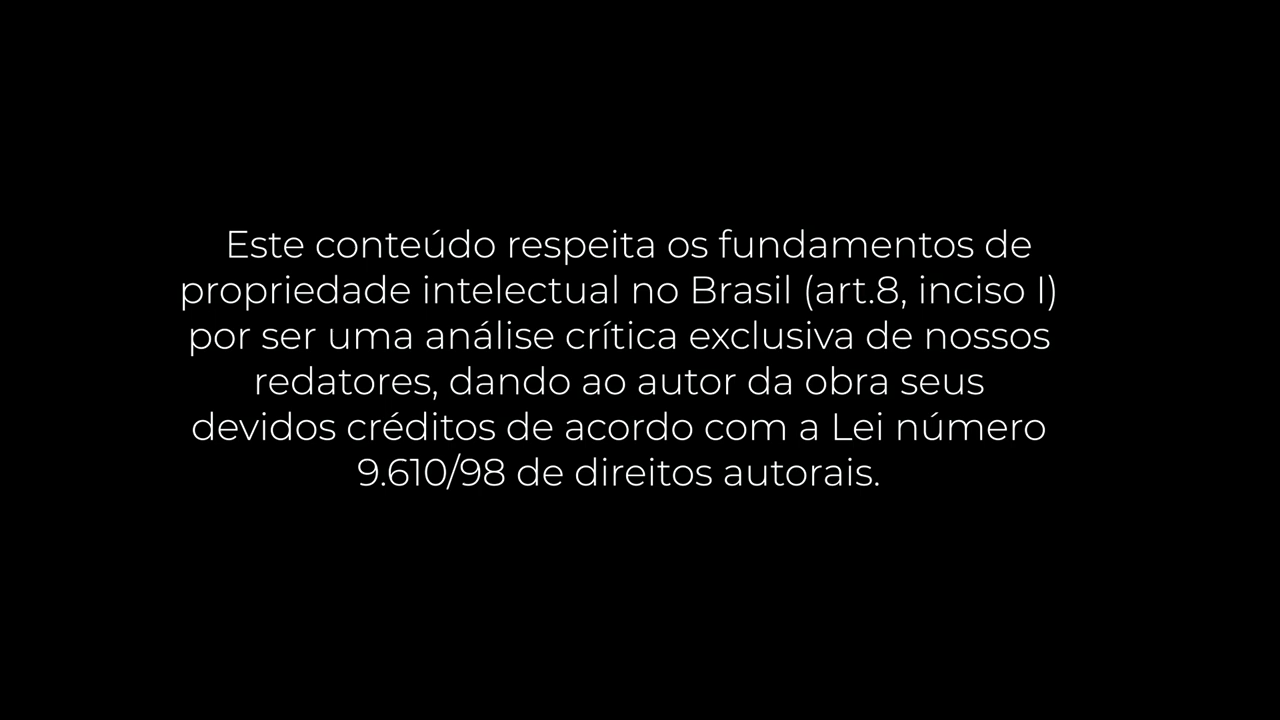 Este conteúdo respeita os fundamentos de
propriedade intelectual no Brasil (art.8, inciso I)
por ser uma análise crítica exclusiva de nossos
redatores, dando ao autor da obra seus
devidos créditos de acordo com a Lei número
9.610/98 de direitos autorais.